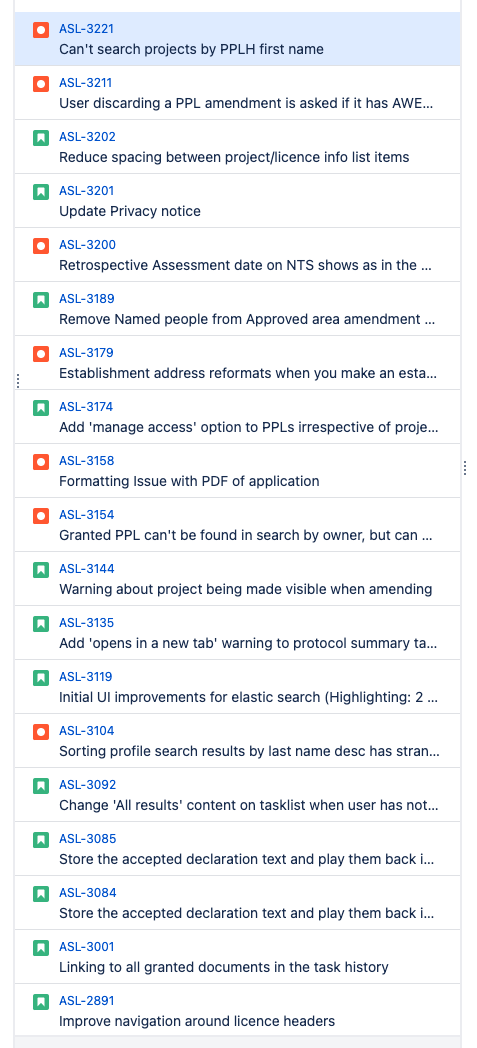 ASL-3221
Can't search projects by PPLH first name
ASL-3211
User discarding a PPL amendment is asked if it has AWE...
ASL-3202
Reduce spacing between project/licence info list items
ASL-3201
Update Privacy notice
ASL-3200
Retrospective Assessment date on NTS shows as in the ...
ASL-3189
Remove Named people from Approved area amendment ...
ASL-3179
Establishment address reformats when you make an esta...
ASL-3174
Add 'manage access' option to PPLs irrespective of proje...
ASL-3158
Formatting Issue with PDF of application
ASL-3154
Granted PPL can't be found in search by owner, but can ...
ASL-3144
Warning about project being made visible when amending
ASL-3135
Add 'opens in a new tab' warning to protocol summary ta...
ASL-3119
Initial UI improvements for elastic search (Highlighting: 2 ...
ASL-3104
Sorting profile search results by last name desc has stran...
ASL-3092
Change 'All results' content on tasklist when user has not...
ASL-3085
Store the accepted declaration text and play them back i...
ASL-3084
Store the accepted declaration text and play them back i...
ASL-3001
Linking to all granted documents in the task history
ASL-2891
Improve navigation around licence headers